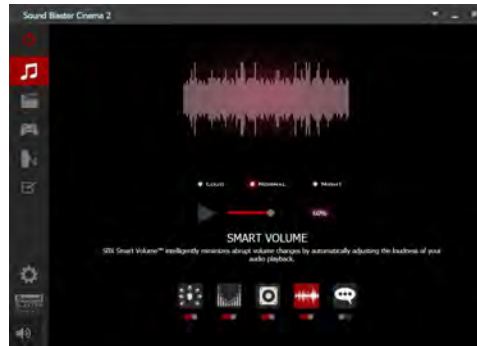 Sound Blaster Cinema 2
LOUD NORMAL NIGHT
60%
SMART VOLUME
SBX Smart Volume™ intelligently minimizes abrupt volume changes by automatically adjusting the loudness of your
audio playback.